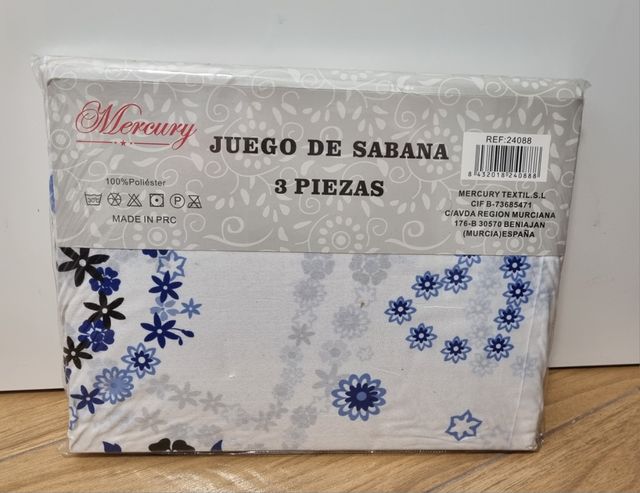 Mercury
JUEGO DE SABANA
3 PIEZAS
100%Poliéster
MADE IN PRC
REF:24088
8 432018 240888
MERCURY TEXTIL.S.L
CIF B-73685471
C/AVDA REGION MURCIANA
176-B 30570 BENIAJAN
(MURCIA)ESPAÑA